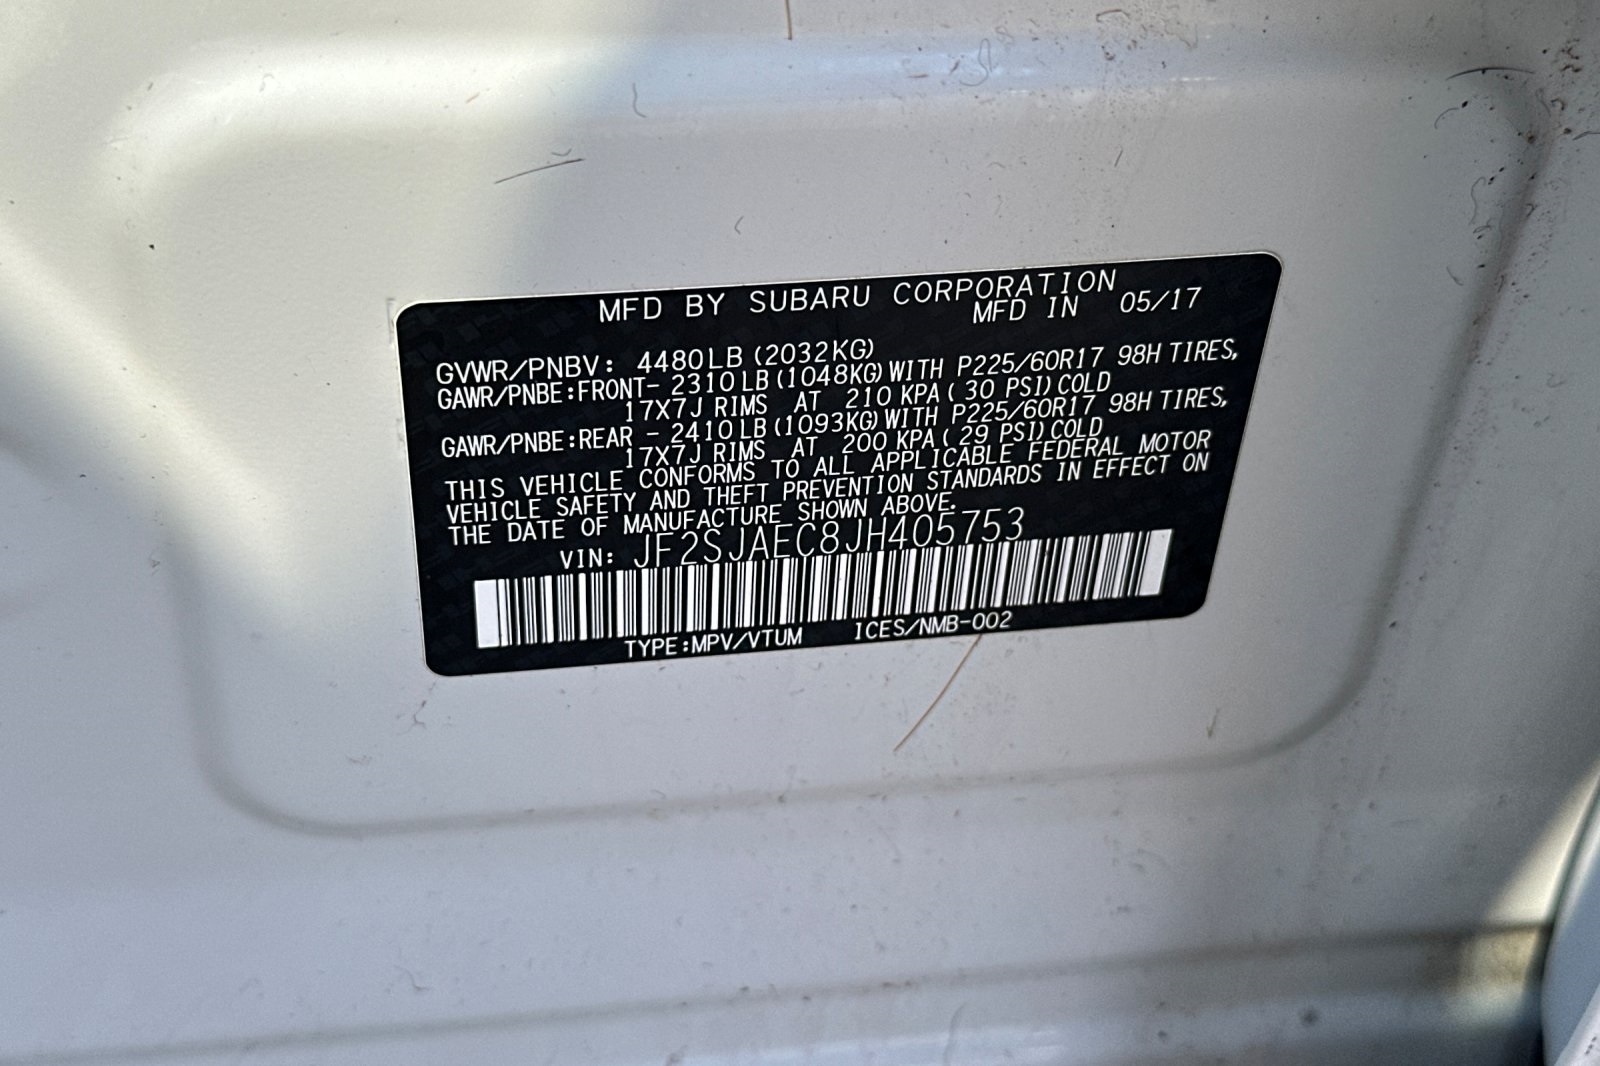 MFD BY SUBARU CORPORATION
MFD IN 05/17
GVWR/PNBV: 4480LB (2032KG)
GAWR/PNBE:FRONT- 2310LB (1048KG) WITH P225/60R17 98H TIRES,
17X7J RIMS AT 210 KPA ( 30 PSI) COLD
GAWR/PNBE:REAR - 2410LB (1093KG) WITH P225/60R17 98H TIRES,
17X7J RIMS AT 200 KPA ( 29 PSI) COLD
THIS VEHICLE CONFORMS TO ALL APPLICABLE FEDERAL MOTOR
VEHICLE SAFETY AND THEFT PREVENTION STANDARDS IN EFFECT ON
THE DATE OF MANUFACTURE SHOWN ABOVE.
VIN: JF2SJAEC8JH405753
TYPE:MPV/VTUM ICES/NMB-002